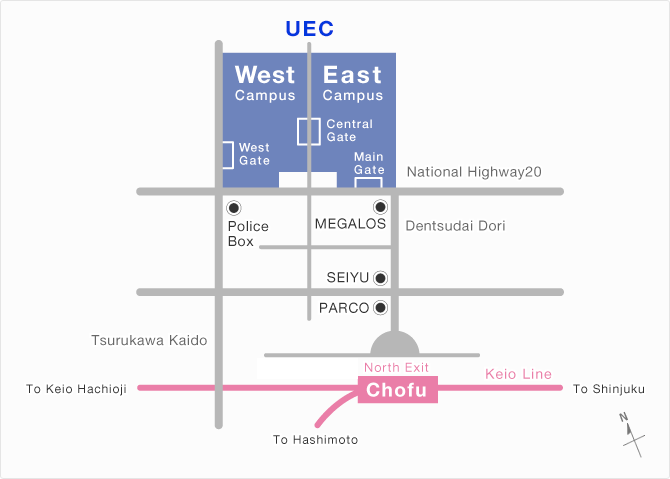 UEC
West
Campus
East
Campus
Central
Gate
West
Gate
Main
Gate
National Highway20
Police
Box
MEGALOS
Dentsudai Dori
SEIYU
PARCO
Tsurukawa Kaido
North Exit
Keio Line
To Keio Hachioji
Chofu
To Shinjuku
To Hashimoto
N